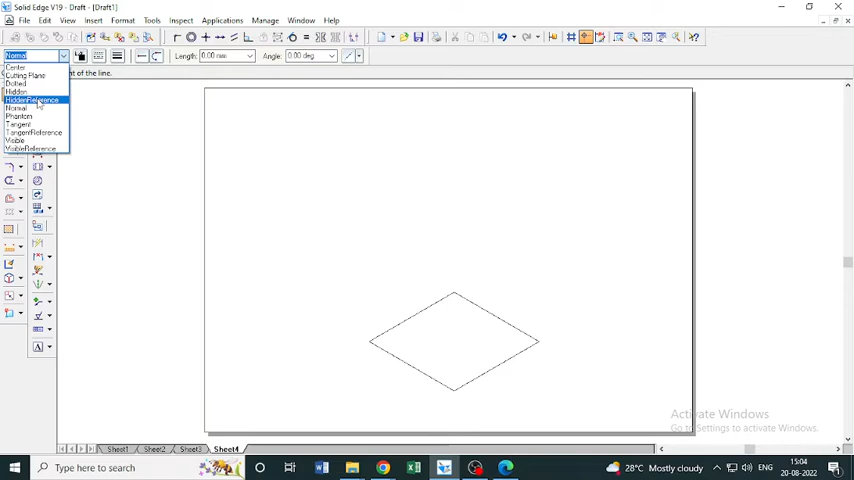 Solid Edge V19 - Draft - [Draft1]
File Edit View Insert Format Tools Inspect Applications Manage Window Help
Normal
Length: 0.00 mm Angle: 0.00 deg
nt of the line.
Center
Cutting Plane
Dotted
Hidden
HiddenReference
Normal
Phantom
Tangent
TangentReference
Visible
VisibleReference
A
Activate Windows
Go to Settings to activate Windows.
Sheet1 Sheet2 Sheet3 Sheet4
Type here to search
28°C Mostly cloudy ENG
15:04
20-08-2022